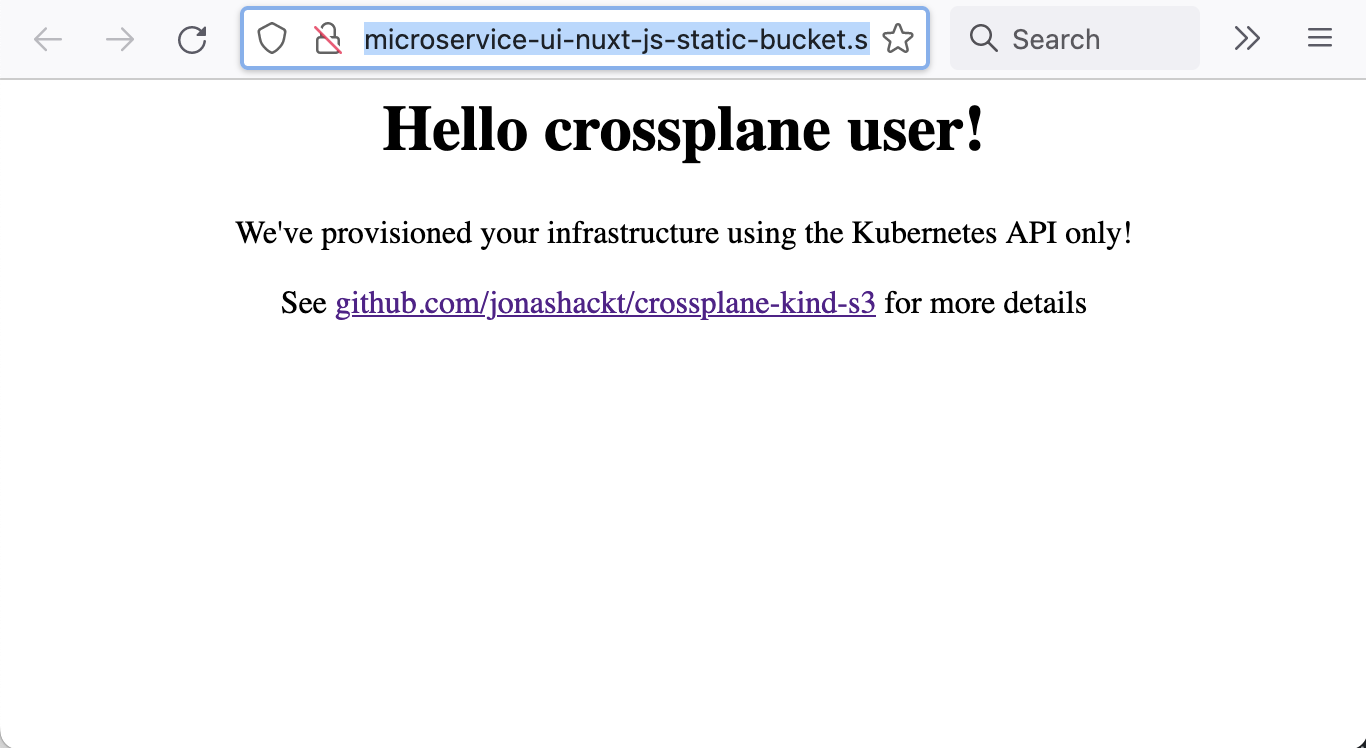 microservice-ui-nuxt-js-static-bucket.s
Search
Hello crossplane user!
We've provisioned your infrastructure using the Kubernetes API only!
See github.com/jonashackt/crossplane-kind-s3 for more details